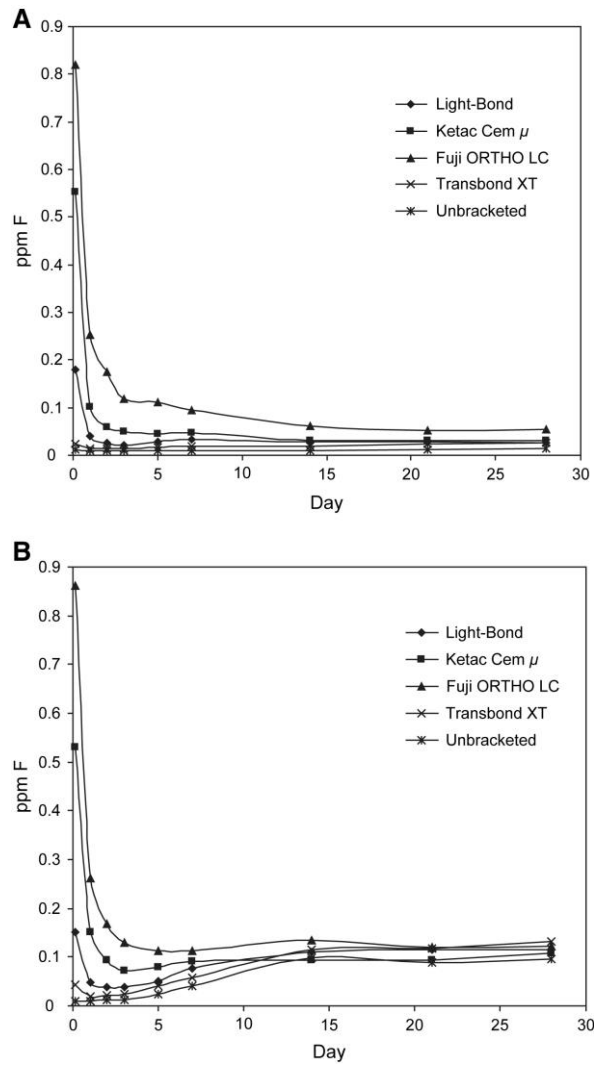 A
0.9
0.8
0.7
0.6
0.5
0.4
0.3
0.2
0.1
0
ppm F
Light-Bond
Ketac Cem µ
Fuji ORTHO LC
Transbond XT
Unbracketed
0 5 10 15 20 25 30
Day
B
0.9
0.8
0.7
0.6
0.5
0.4
0.3
0.2
0.1
0
ppm F
Light-Bond
Ketac Cem µ
Fuji ORTHO LC
Transbond XT
Unbracketed
0 5 10 15 20 25 30
Day